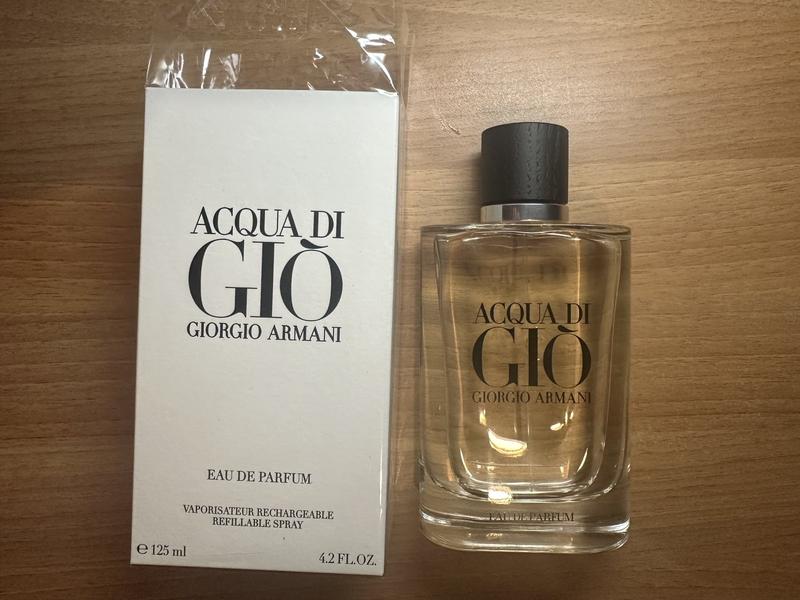 ACQUA DI
GIÒ
GIORGIO ARMANI
EAU DE PARFUM
VAPORISATEUR RECHARGEABLE
REFILLABLE SPRAY
℮ 125 ml
4.2 FL.OZ.
ACQUA DI
GIÒ
GIORGIO ARMANI
EAU DE PARFUM